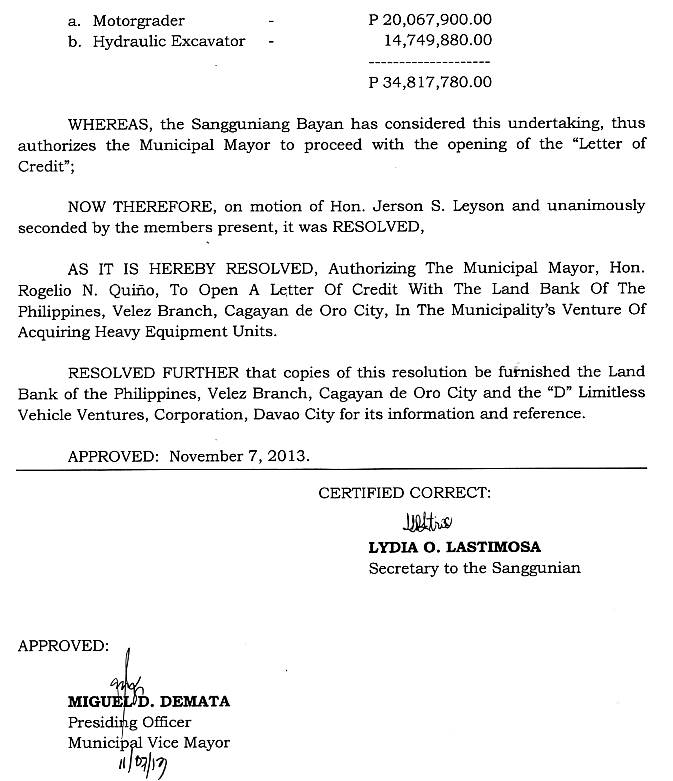 a. Motorgrader - P 20,067,900.00
b. Hydraulic Excavator - 14,749,880.00
--------------------
P 34,817,780.00
WHEREAS, the Sangguniang Bayan has considered this undertaking, thus
authorizes the Municipal Mayor to proceed with the opening of the “Letter of
Credit”;
NOW THEREFORE, on motion of Hon. Jerson S. Leyson and unanimously
seconded by the members present, it was RESOLVED,
AS IT IS HEREBY RESOLVED, Authorizing The Municipal Mayor, Hon.
Rogelio N. Quiño, To Open A Letter Of Credit With The Land Bank Of The
Philippines, Velez Branch, Cagayan de Oro City, In The Municipality’s Venture Of
Acquiring Heavy Equipment Units.
RESOLVED FURTHER that copies of this resolution be furnished the Land
Bank of the Philippines, Velez Branch, Cagayan de Oro City and the “D” Limitless
Vehicle Ventures, Corporation, Davao City for its information and reference.
APPROVED: November 7, 2013.
CERTIFIED CORRECT:
LYDIA O. LASTIMOSA
Secretary to the Sanggunian
APPROVED:
MIGUEL D. DEMATA
Presiding Officer
Municipal Vice Mayor